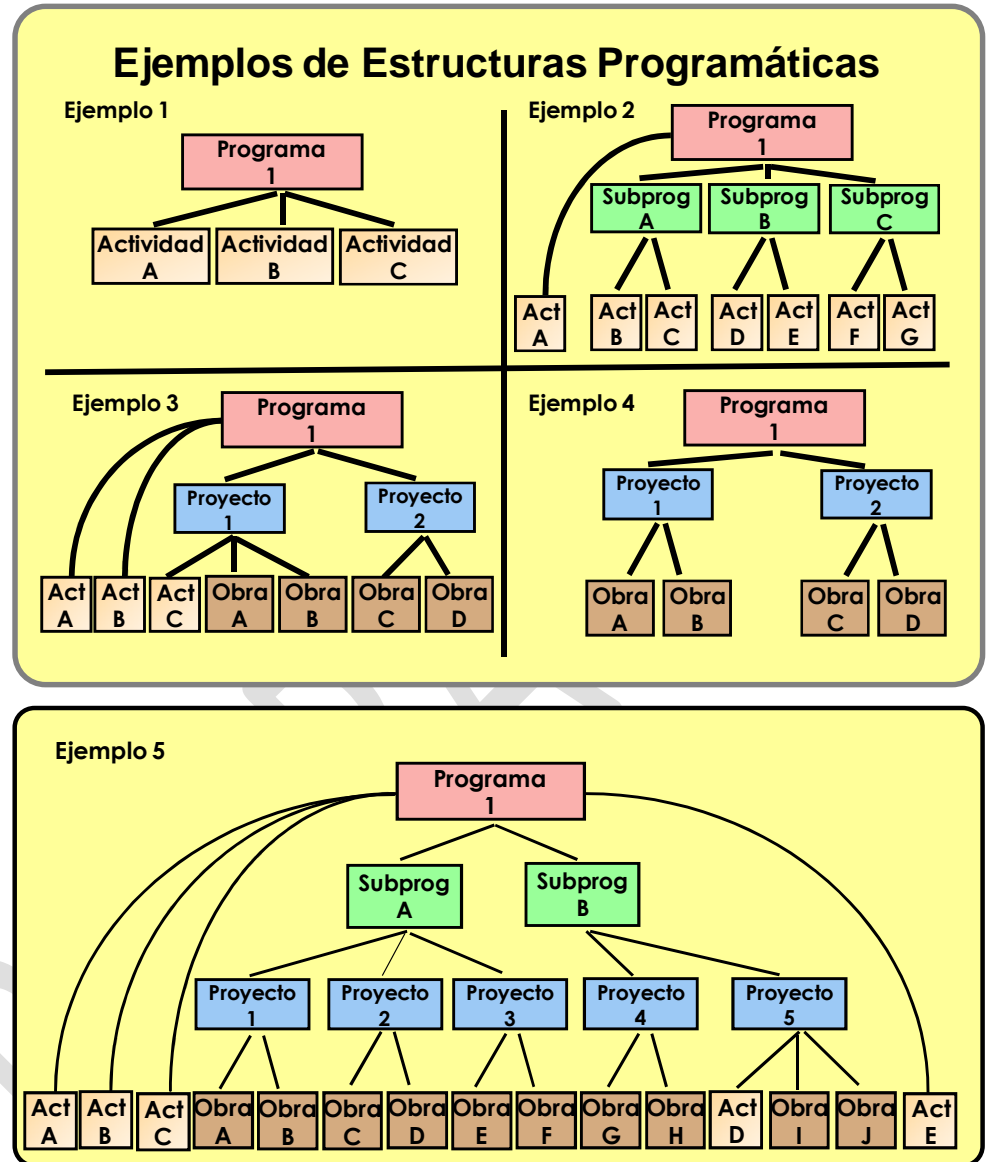 Ejemplos de Estructuras Programáticas
Ejemplo 1
Programa
1
Actividad
A
Actividad
B
Actividad
C
Ejemplo 2
Programa
1
Subprog
A
Subprog
B
Subprog
C
Act
A
Act
B
Act
C
Act
D
Act
E
Act
F
Act
G
Ejemplo 3
Programa
1
Proyecto
1
Proyecto
2
Act
A
Act
B
Act
C
Obra
A
Obra
B
Obra
C
Obra
D
Ejemplo 4
Programa
1
Proyecto
1
Proyecto
2
Obra
A
Obra
B
Obra
C
Obra
D
Ejemplo 5
Programa
1
Subprog
A
Subprog
B
Proyecto
1
Proyecto
2
Proyecto
3
Proyecto
4
Proyecto
5
Act
A
Act
B
Act
C
Obra
A
Obra
B
Obra
C
Obra
D
Obra
E
Obra
F
Obra
G
Obra
H
Act
D
Obra
I
Obra
J
Act
E